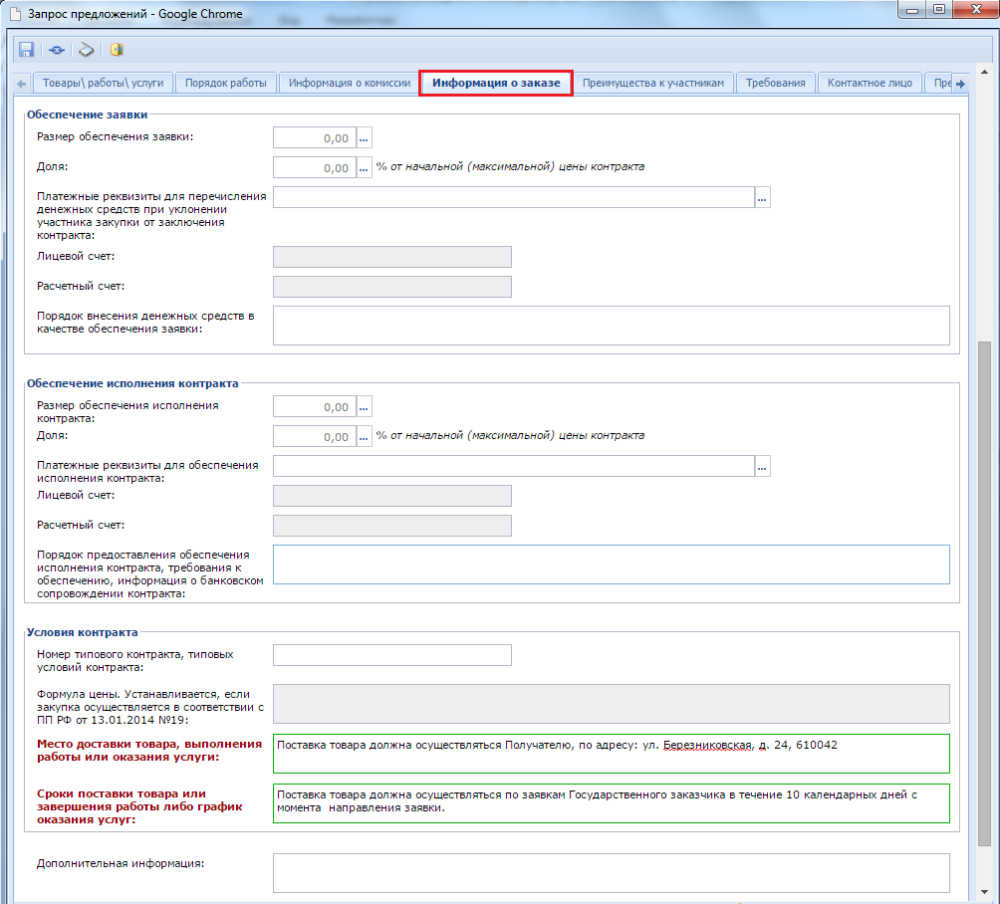 Запрос предложений - Google Chrome
Товары\ работы\ услуги
Порядок работы
Информация о комиссии
Информация о заказе
Преимущества к участникам
Требования
Контактное лицо
Пре
Обеспечение заявки
Размер обеспечения заявки:
0,00
...
Доля:
0,00
...
% от начальной (максимальной) цены контракта
Платежные реквизиты для перечисления
денежных средств при уклонении
участника закупки от заключения
контракта:
...
Лицевой счет:
Расчетный счет:
Порядок внесения денежных средств в
качестве обеспечения заявки:
Обеспечение исполнения контракта
Размер обеспечения исполнения
контракта:
0,00
...
Доля:
0,00
...
% от начальной (максимальной) цены контракта
Платежные реквизиты для обеспечения
исполнения контракта:
...
Лицевой счет:
Расчетный счет:
Порядок предоставления обеспечения
исполнения контракта, требования к
обеспечению, информация о банковском
сопровождении контракта:
Условия контракта
Номер типового контракта, типовых
условий контракта:
Формула цены. Устанавливается, если
закупка осуществляется в соответствии с
ПП РФ от 13.01.2014 №19:
Место доставки товара, выполнения
работы или оказания услуги:
Поставка товара должна осуществляться Получателю, по адресу: ул. Березниковская, д. 24, 610042
Сроки поставки товара или
завершения работы либо график
оказания услуг:
Поставка товара должна осуществляться по заявкам Государственного заказчика в течение 10 календарных дней с
момента  направления заявки.
Дополнительная информация: